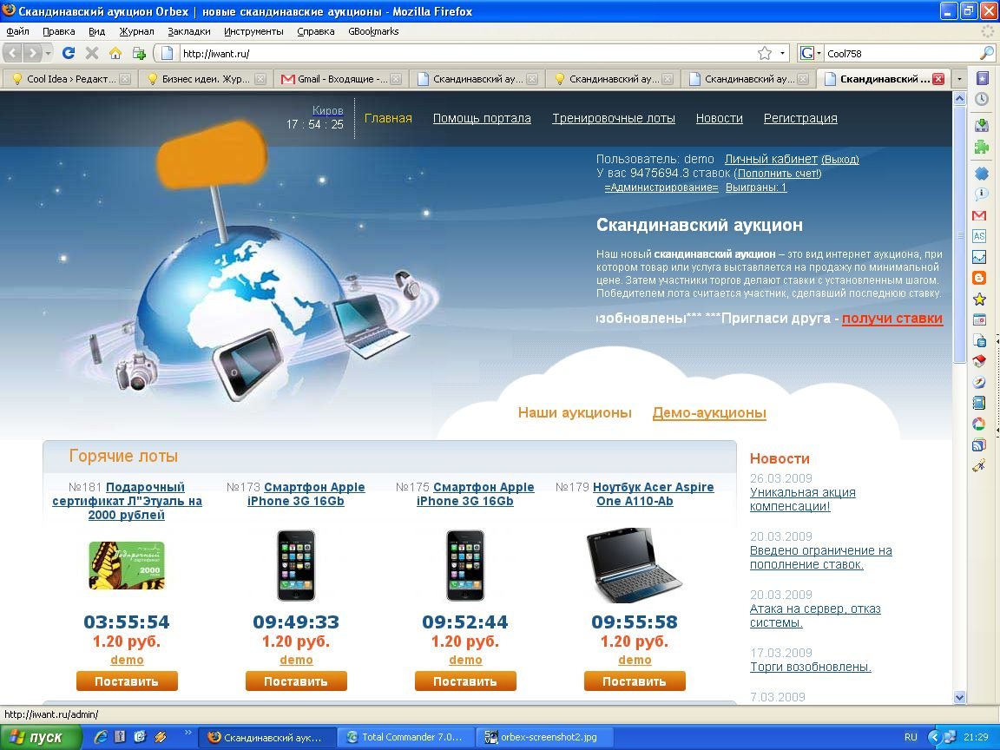 Скандинавский аукцион Orbex | новые скандинавские аукционы - Mozilla Firefox
Файл Правка Вид Журнал Закладки Инструменты Справка GBookmarks
http://iwant.ru/
G Cool758
Cool Idea › Редакт...
Бизнес идеи. Жур...
Gmail - Входящие -...
Скандинавский ау...
Скандинавский ау...
Скандинавский ау...
Скандинавский ...
Киров
17 : 54 : 25
Главная Помощь портала Тренировочные лоты Новости Регистрация
Пользователь: demo Личный кабинет (Выход)
У вас 9475694.3 ставок (Пополнить счет!)
=Администрирование= Выиграны: 1
Скандинавский аукцион
Наш новый скандинавский аукцион – это вид интернет аукциона, при
котором товар или услуга выставляется на продажу по минимальной
цене. Затем участники торгов делают ставки с установленным шагом.
Победителем лота считается участник, сделавший последнюю ставку.
озобновлены*** ***Пригласи друга - получи ставки
Наши аукционы Демо-аукционы
Горячие лоты
№181 Подарочный
сертификат Л"Этуаль на
2000 рублей
Подарочный
сертификат
2000
03:55:54
1.20 руб.
demo
Поставить
№173 Смартфон Apple
iPhone 3G 16Gb
09:49:33
1.20 руб.
demo
Поставить
№175 Смартфон Apple
iPhone 3G 16Gb
09:52:44
1.20 руб.
demo
Поставить
№179 Ноутбук Acer Aspire
One A110-Ab
09:55:58
1.20 руб.
demo
Поставить
Новости
26.03.2009
Уникальная акция
компенсации!
20.03.2009
Введено ограничение на
пополнение ставок.
20.03.2009
Атака на сервер, отказ
системы.
17.03.2009
Торги возобновлены.
7.03.2009
AS
http://iwant.ru/admin/
пуск
Скандинавский аук...
Total Commander 7.0...
orbex-screenshot2.jpg
RU
21:29